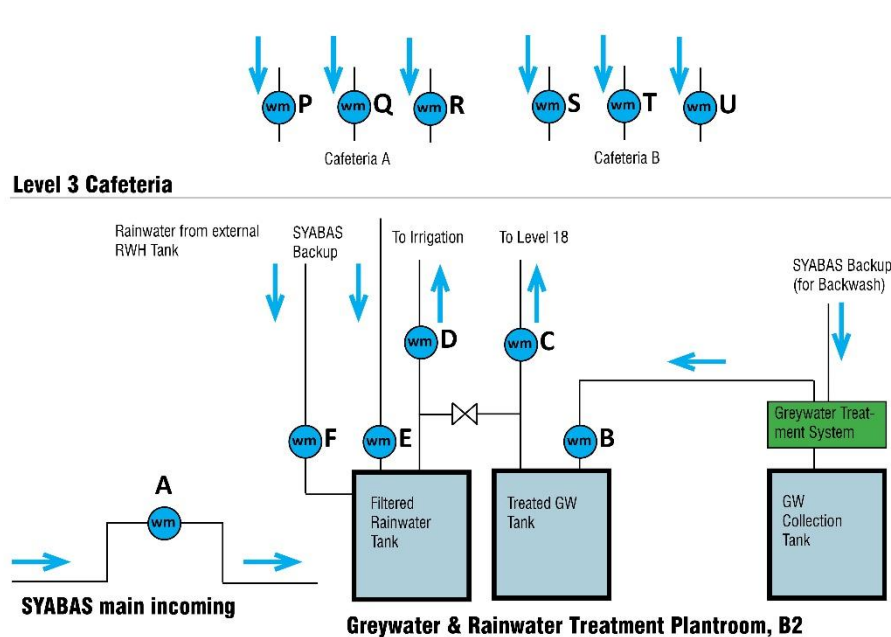 wm P wm Q wm R wm S wm T wm U
Cafeteria A
Cafeteria B
Level 3 Cafeteria
Rainwater from external
RWH Tank
SYABAS
Backup
To Irrigation
To Level 18
SYABAS Backup
(for Backwash)
wm D
wm C
Greywater Treat-
ment System
wm F
wm E
wm B
A
wm
Filtered
Rainwater
Tank
Treated GW
Tank
GW
Collection
Tank
SYABAS main incoming
Greywater & Rainwater Treatment Plantroom, B2